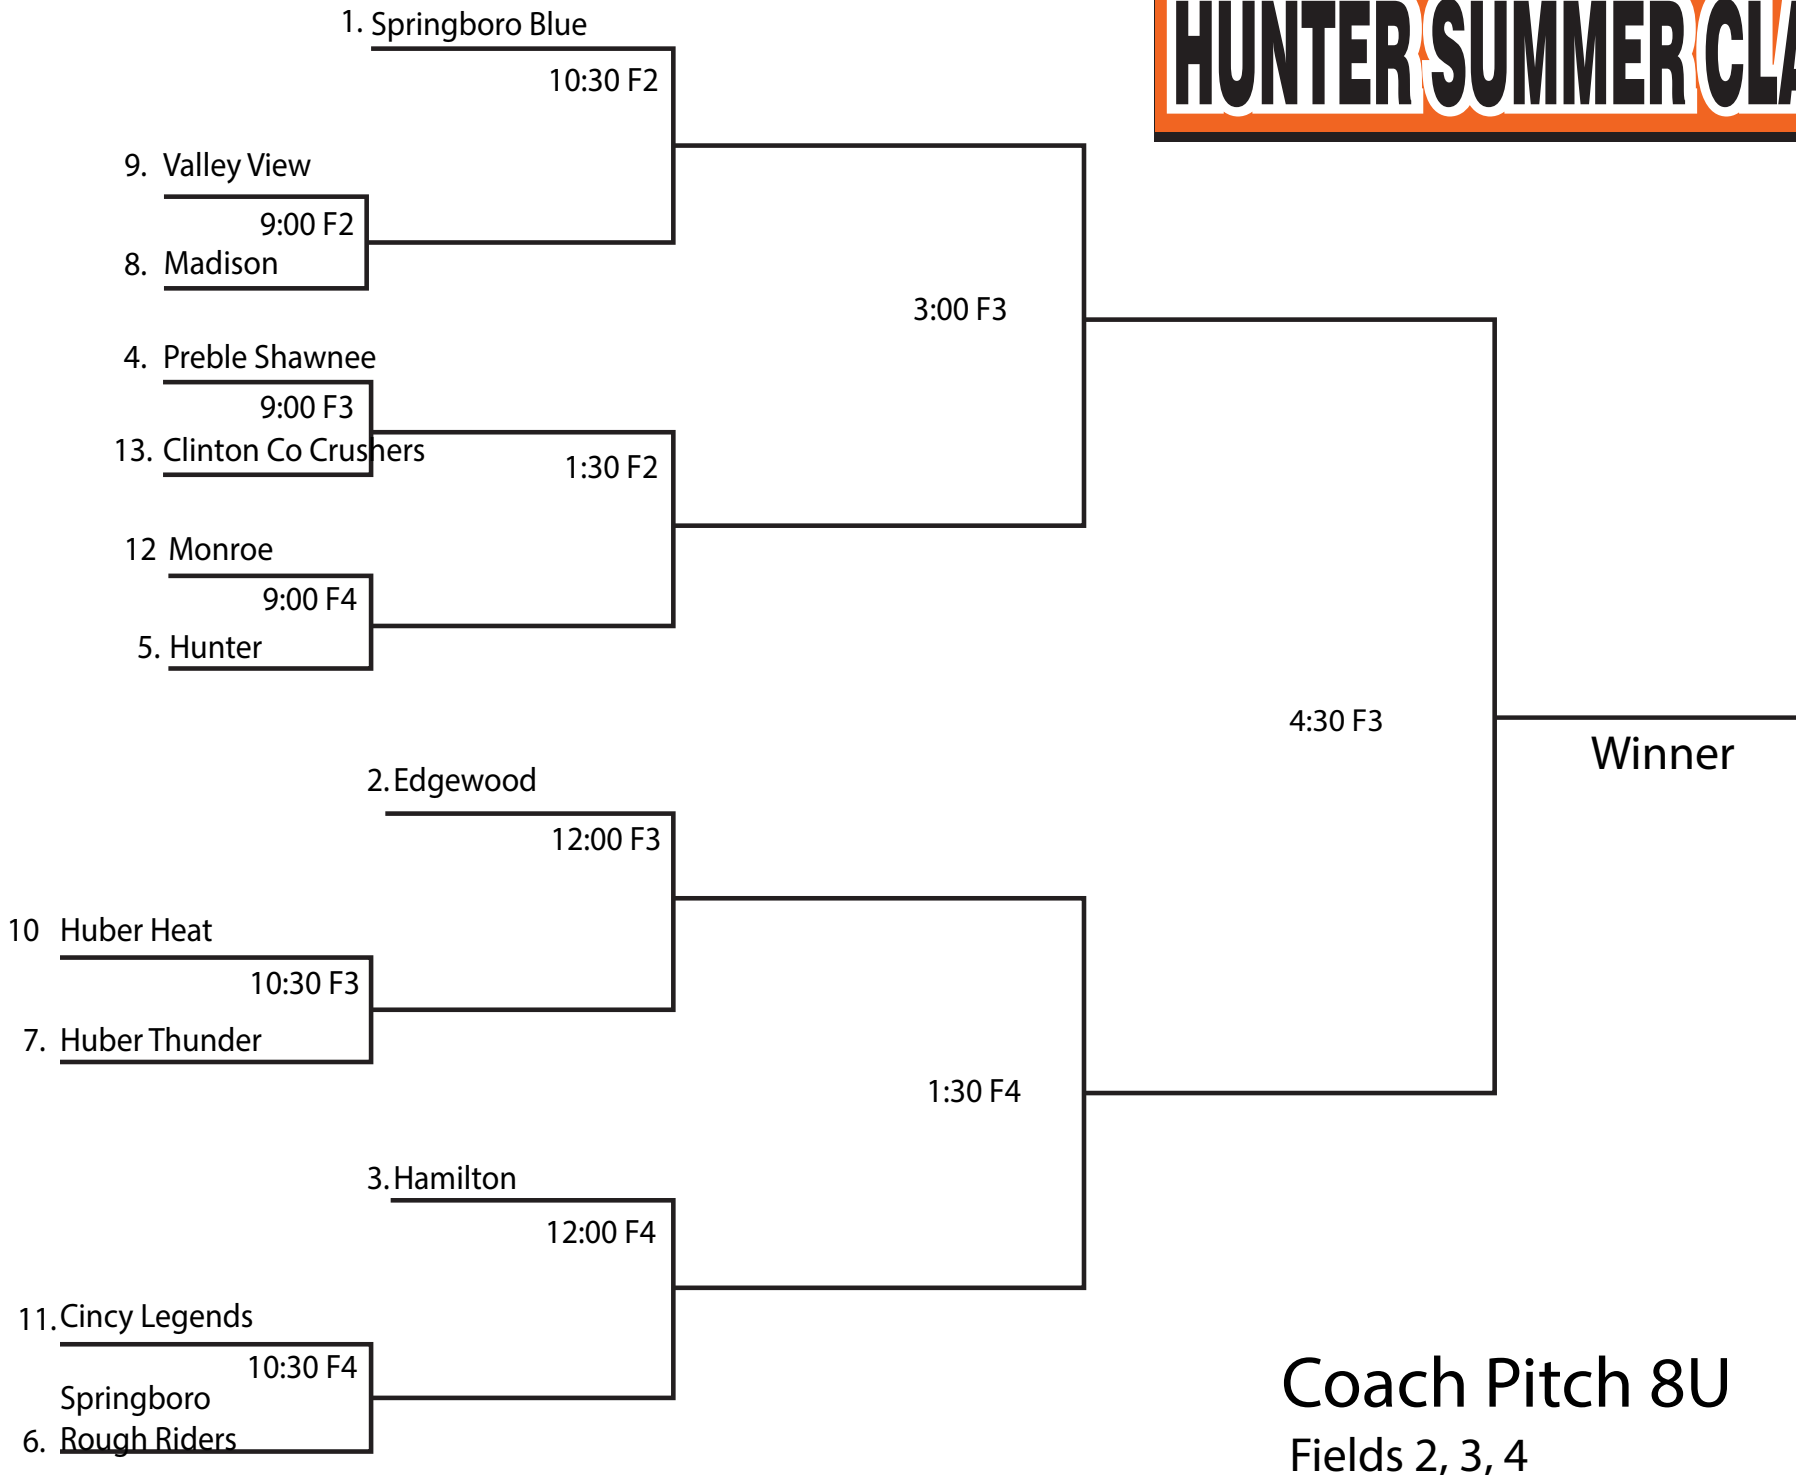 HUNTER SUMMER
1. Springboro Blue
10:30 F2
9. Valley View
9:00 F2
8. Madison
3:00 F3
4. Preble Shawnee
9:00 F3
13. Clinton Co Crushers
1:30 F2
12 Monroe
9:00 F4
5. Hunter
4:30 F3
Winner
2. Edgewood
12:00 F3
10 Huber Heat
10:30 F3
7. Huber Thunder
1:30 F4
3. Hamilton
12:00 F4
11. Cincy Legends
10:30 F4
Springboro
6. Rough Riders
Coach Pitch 8U
Fields 2, 3, 4